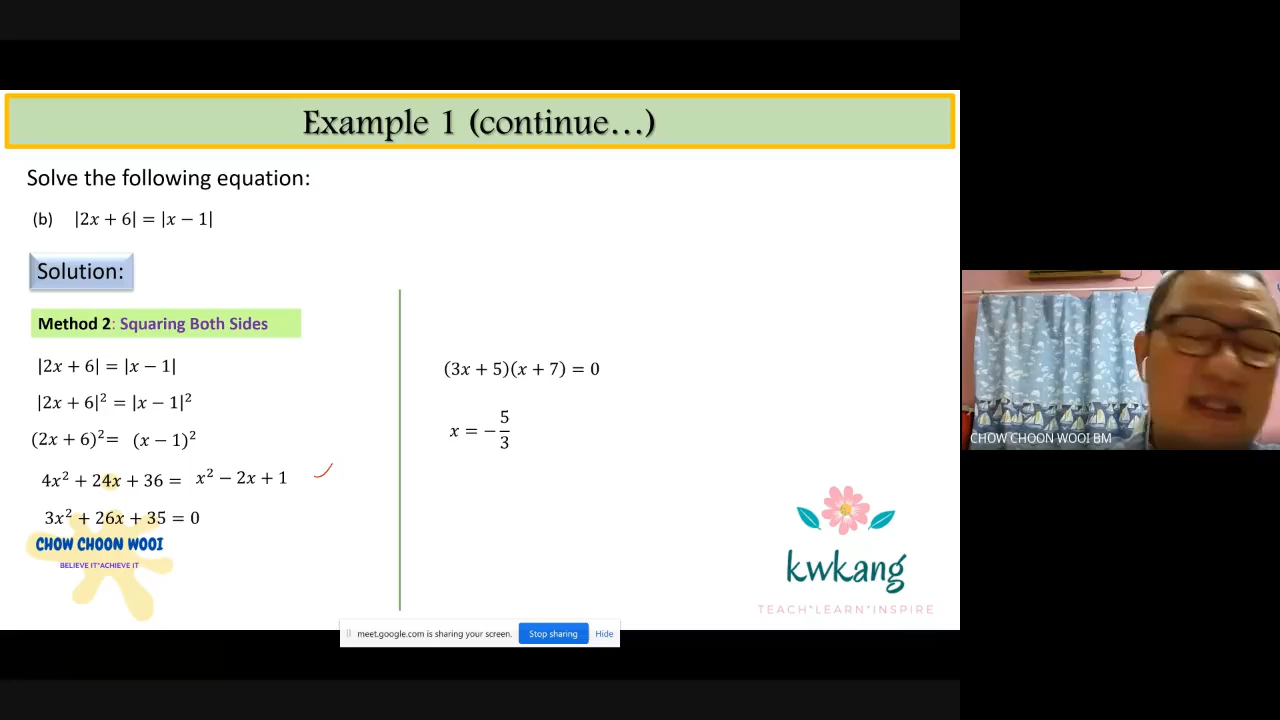 Example 1 (continue...)
Solve the following equation:
(b) |2x + 6| = |x − 1|
Solution:
Method 2: Squaring Both Sides
|2x + 6| = |x − 1|
|2x + 6|² = |x − 1|²
(2x + 6)² = (x − 1)²
4x² + 24x + 36 = x² − 2x + 1
3x² + 26x + 35 = 0
CHOW CHOON WOOI
BELIEVE IT*ACHIEVE IT
(3x + 5)(x + 7) = 0
x = −5/3
kwkang
TEACH*LEARN*INSPIRE
meet.google.com is sharing your screen. Stop sharing Hide
CHOW CHOON WOOI BM